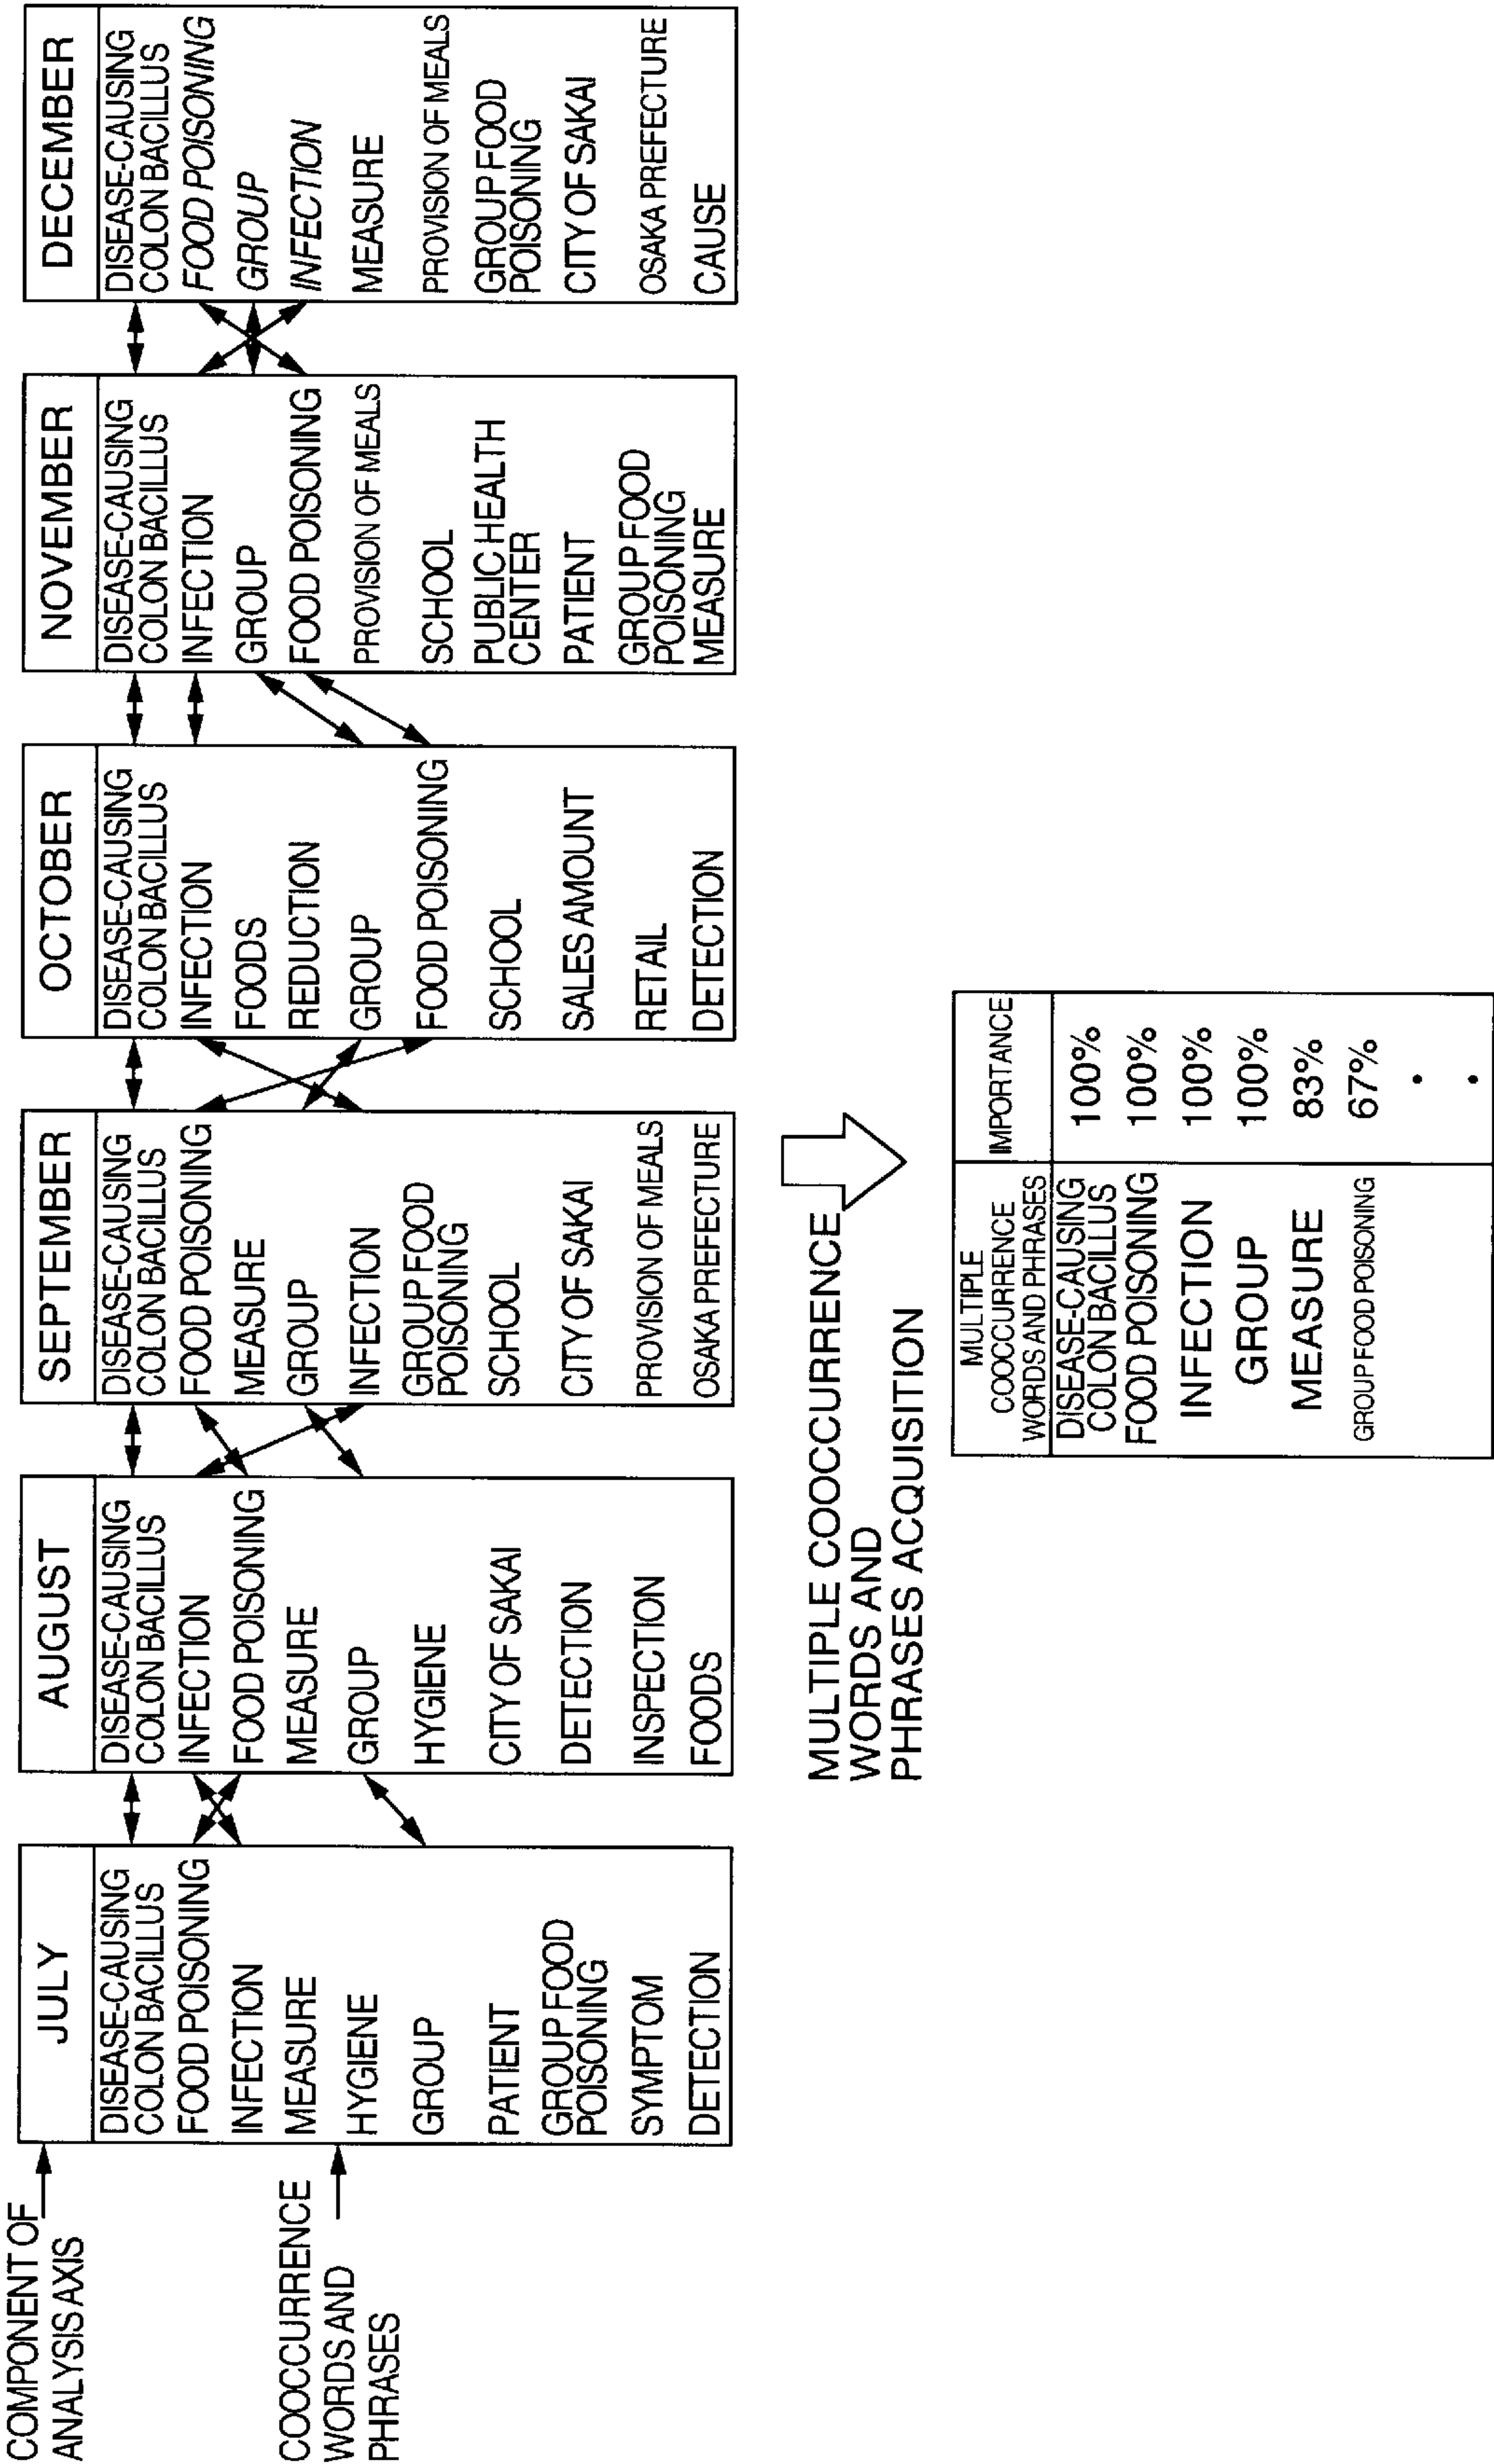 COMPONENT OF
ANALYSIS AXIS
COOCCURRENCE
WORDS AND
PHRASES
JULY
DISEASE-CAUSING
COLON BACILLUS
FOOD POISONING
INFECTION
MEASURE
HYGIENE
GROUP
PATIENT
GROUP FOOD
POISONING
SYMPTOM
DETECTION
AUGUST
DISEASE-CAUSING
COLON BACILLUS
INFECTION
FOOD POISONING
MEASURE
GROUP
HYGIENE
CITY OF SAKAI
DETECTION
INSPECTION
FOODS
SEPTEMBER
DISEASE-CAUSING
COLON BACILLUS
FOOD POISONING
MEASURE
GROUP
INFECTION
GROUP FOOD
POISONING
SCHOOL
CITY OF SAKAI
PROVISION OF MEALS
OSAKA PREFECTURE
OCTOBER
DISEASE-CAUSING
COLON BACILLUS
INFECTION
FOODS
REDUCTION
GROUP
FOOD POISONING
SCHOOL
SALES AMOUNT
RETAIL
DETECTION
NOVEMBER
DISEASE-CAUSING
COLON BACILLUS
INFECTION
GROUP
FOOD POISONING
PROVISION OF MEALS
SCHOOL
PUBLIC HEALTH
CENTER
PATIENT
GROUP FOOD
POISONING
MEASURE
DECEMBER
DISEASE-CAUSING
COLON BACILLUS
FOOD POISONING
GROUP
INFECTION
MEASURE
PROVISION OF MEALS
GROUP FOOD
POISONING
CITY OF SAKAI
OSAKA PREFECTURE
CAUSE
MULTIPLE COOCCURRENCE
WORDS AND
PHRASES ACQUISITION
MULTIPLE
COOCCURRENCE
WORDS AND PHRASES
IMPORTANCE
DISEASE-CAUSING
COLON BACILLUS
100%
FOOD POISONING
100%
INFECTION
100%
GROUP
100%
MEASURE
83%
GROUP FOOD POISONING
67%